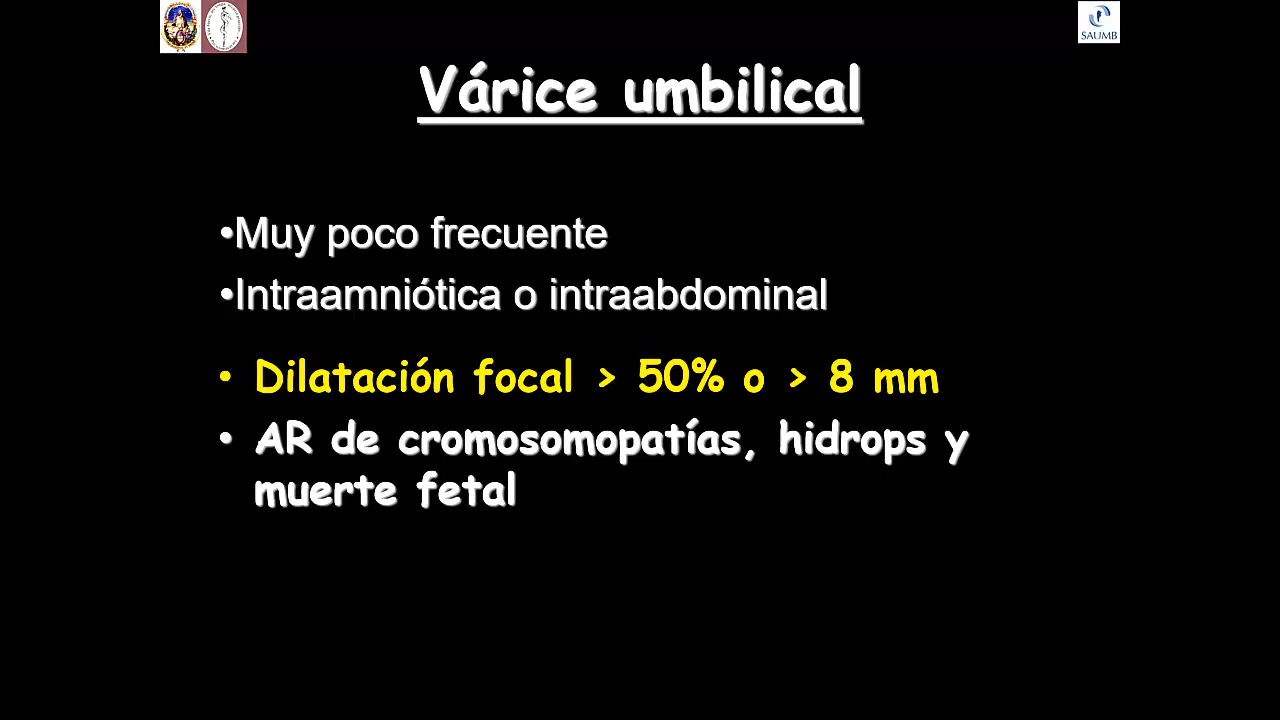 SAUMB
Várice umbilical
•Muy poco frecuente
•Intraamniótica o intraabdominal
• Dilatación focal > 50% o > 8 mm
• AR de cromosomopatías, hidrops y
muerte fetal